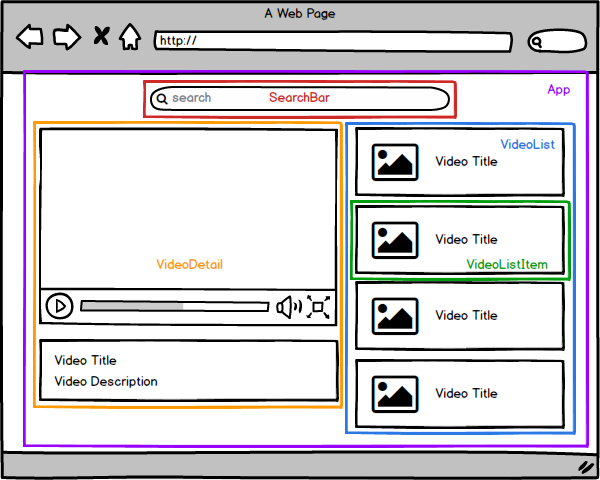 A Web Page
http://
App
search
SearchBar
VideoDetail
Video Title
Video Description
VideoList
Video Title
Video Title
VideoListItem
Video Title
Video Title